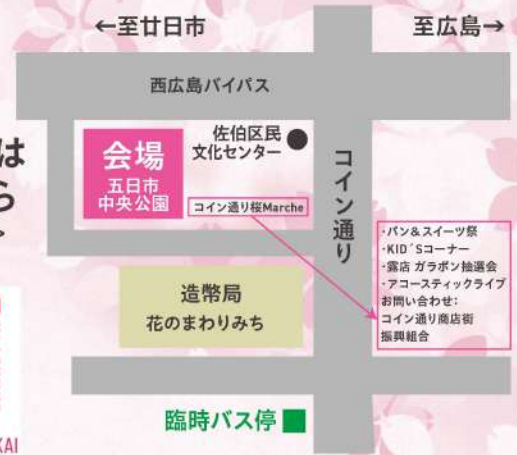 ←至廿日市
至広島→
西広島バイパス
は
ら
会場
五日市
中央公園
佐伯区民
文化センター
コイン通り
コイン通り桜Marche
・パン＆スイーツ祭
・KID´Sコーナー
・露店 ガラポン抽選会
・アコースティックライブ
お問い合わせ：
コイン通り商店街
振興組合
造幣局
花のまわりみち
臨時バス停
KAI